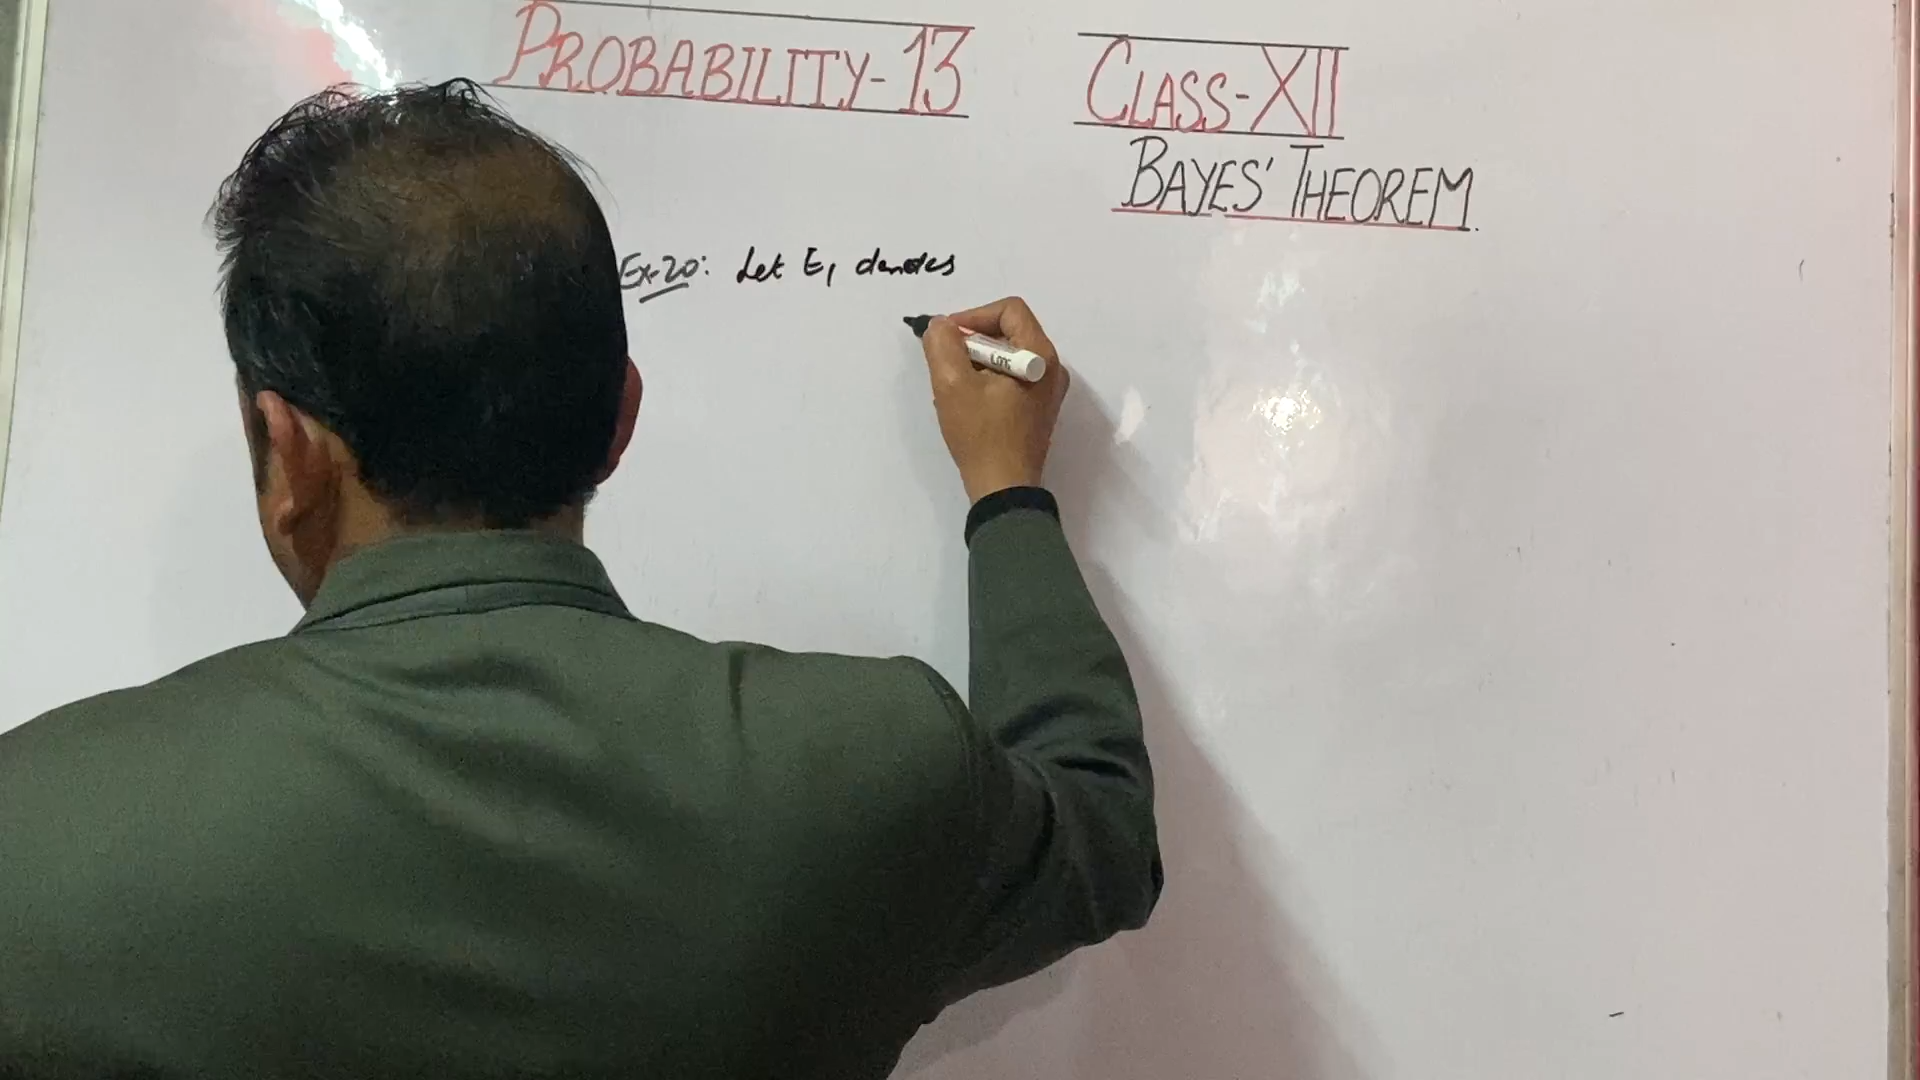 PROBABILITY-13
CLASS-XII
BAYES' THEOREM.
Ex-20: Let E₁ denotes